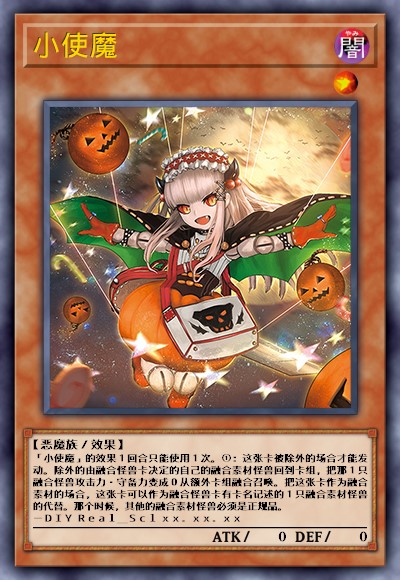 小使魔
やみ
闇
【恶魔族／效果】
「小使魔」的效果1回合只能使用1次。①：这张卡被除外的场合才能发
动。除外的由融合怪兽卡决定的自己的融合素材怪兽回到卡组，把那1只
融合怪兽攻击力·守备力变成0从额外卡组融合召唤。把这张卡作为融合
素材的场合，这张卡可以作为融合怪兽卡有卡名记述的1只融合素材怪兽
的代替。那个时候，其他的融合素材怪兽必须是正规品。
－DIYReal＿Sclxx.xx.xx
ATK/ 0 DEF/ 0